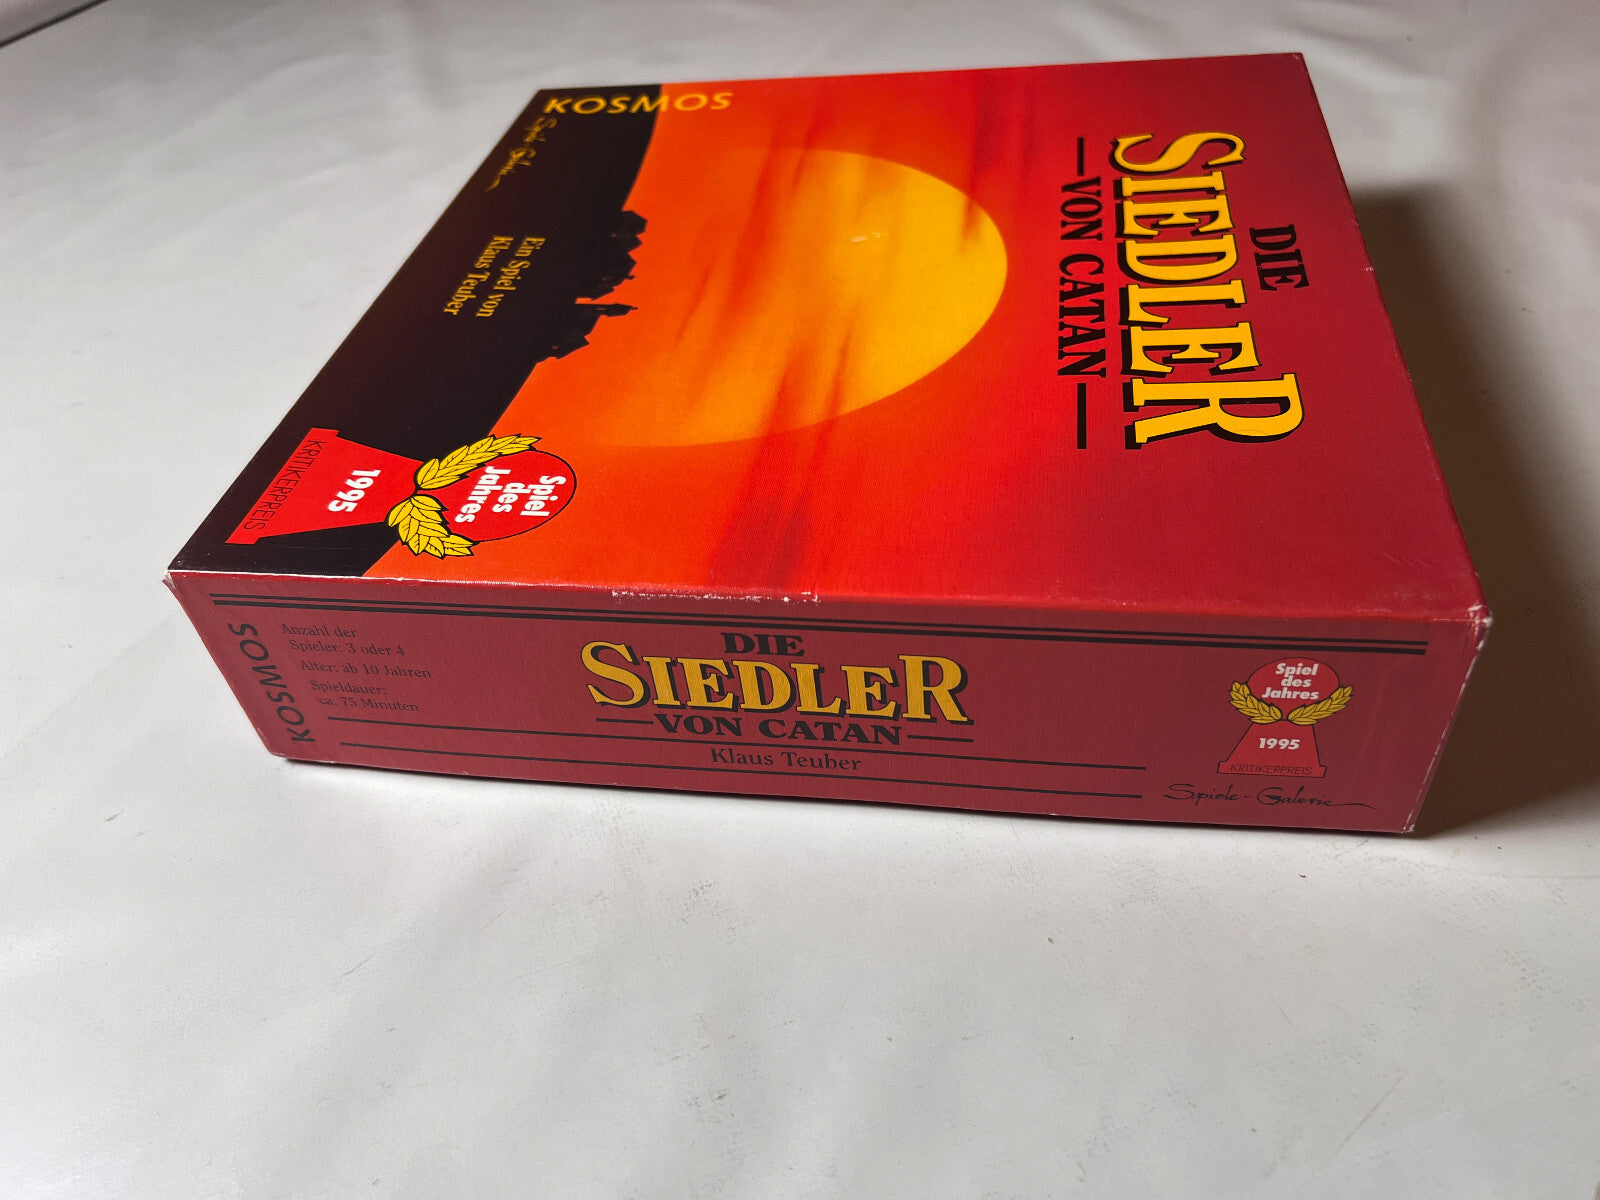 KOSMOS
Spiele-Galerie
Ein Spiel von
Klaus Teuber
DIE
SIEDLER
VON CATAN
Spiel
des
Jahres
1995
KRITIKERPREIS
KOSMOS
Anzahl der
Spieler: 3 oder 4
Alter: ab 10 Jahren
Spieldauer:
ca. 75 Minuten
DIE
SIEDLER
VON CATAN
Klaus Teuber
Spiel
des
Jahres
1995
KRITIKERPREIS
Spiele-Galerie